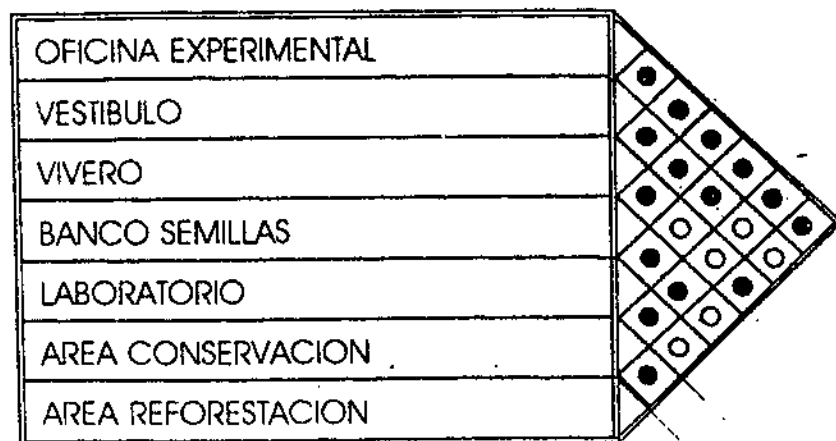 OFICINA EXPERIMENTAL
VESTIBULO
VIVERO
BANCO SEMILLAS
LABORATORIO
AREA CONSERVACION
AREA REFORESTACION